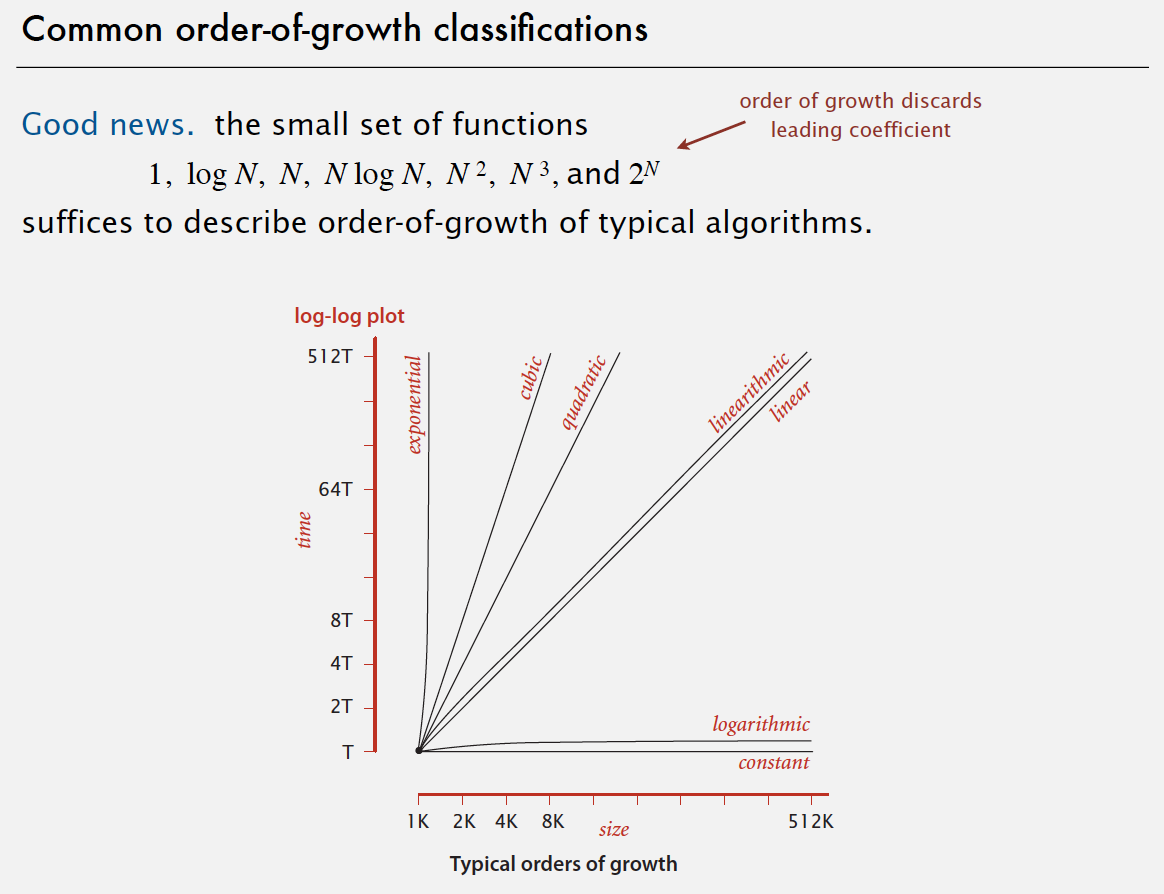 Common order-of-growth classifications
order of growth discards
leading coefficient
Good news. the small set of functions
1, log N, N, N log N, N², N³, and 2ᴺ
suffices to describe order-of-growth of typical algorithms.
log-log plot
512T
64T
8T
4T
2T
T
time
exponential
cubic
quadratic
linearithmic
linear
logarithmic
constant
1K 2K 4K 8K 512K
size
Typical orders of growth